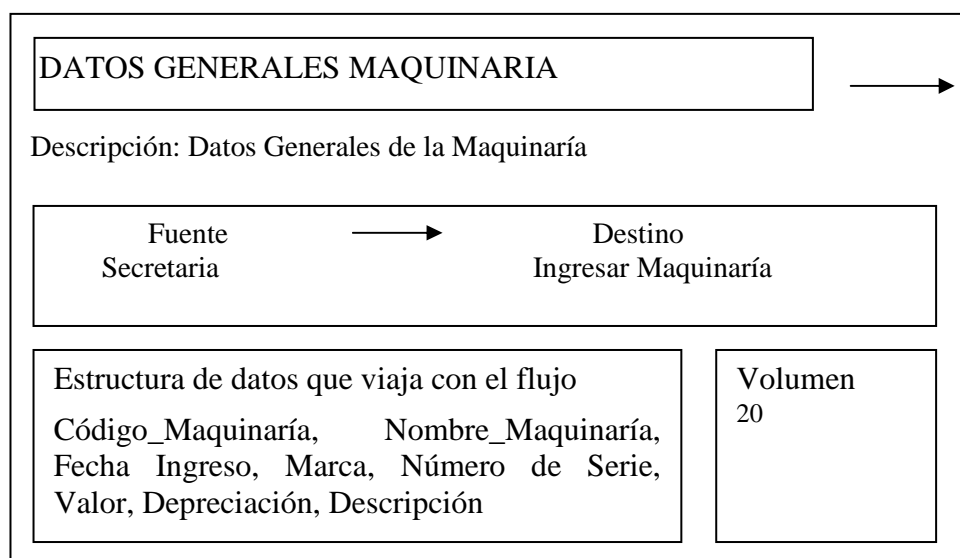 DATOS GENERALES MAQUINARIA
Descripción: Datos Generales de la Maquinaría
Fuente Destino
Secretaria Ingresar Maquinaría
Estructura de datos que viaja con el flujo
Código_Maquinaría, Nombre_Maquinaría,
Fecha Ingreso, Marca, Número de Serie,
Valor, Depreciación, Descripción
Volumen
20